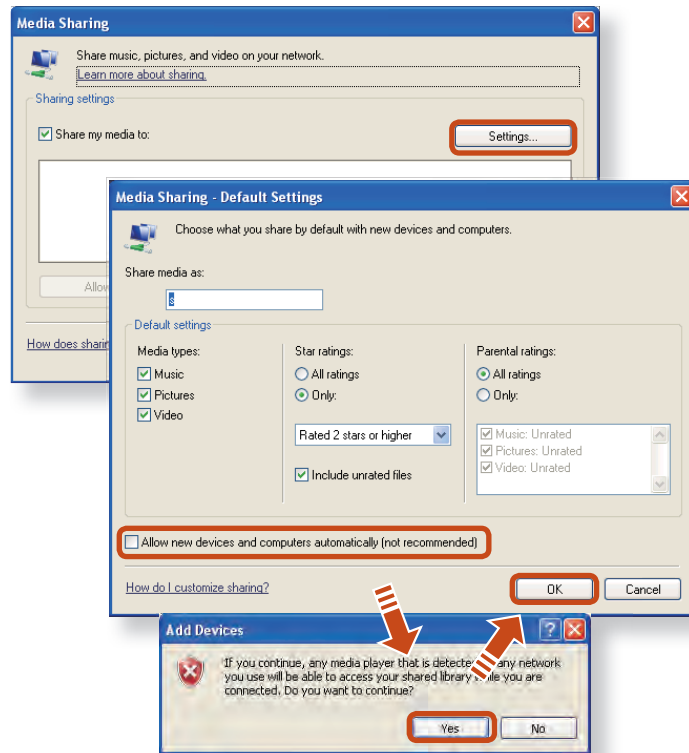 Media Sharing
Share music, pictures, and video on your network.
Learn more about sharing.
Sharing settings
Share my media to:
Settings...
Allow
How does sharin
Media Sharing - Default Settings
Choose what you share by default with new devices and computers.
Share media as:
s
Default settings
Media types:
Music
Pictures
Video
Star ratings:
All ratings
Only:
Rated 2 stars or higher
Include unrated files
Parental ratings:
All ratings
Only:
Music: Unrated
Pictures: Unrated
Video: Unrated
Allow new devices and computers automatically (not recommended)
How do I customize sharing?
OK
Cancel
Add Devices
If you continue, any media player that is detected any network
you use will be able to access your shared library while you are
connected. Do you want to continue?
Yes
No